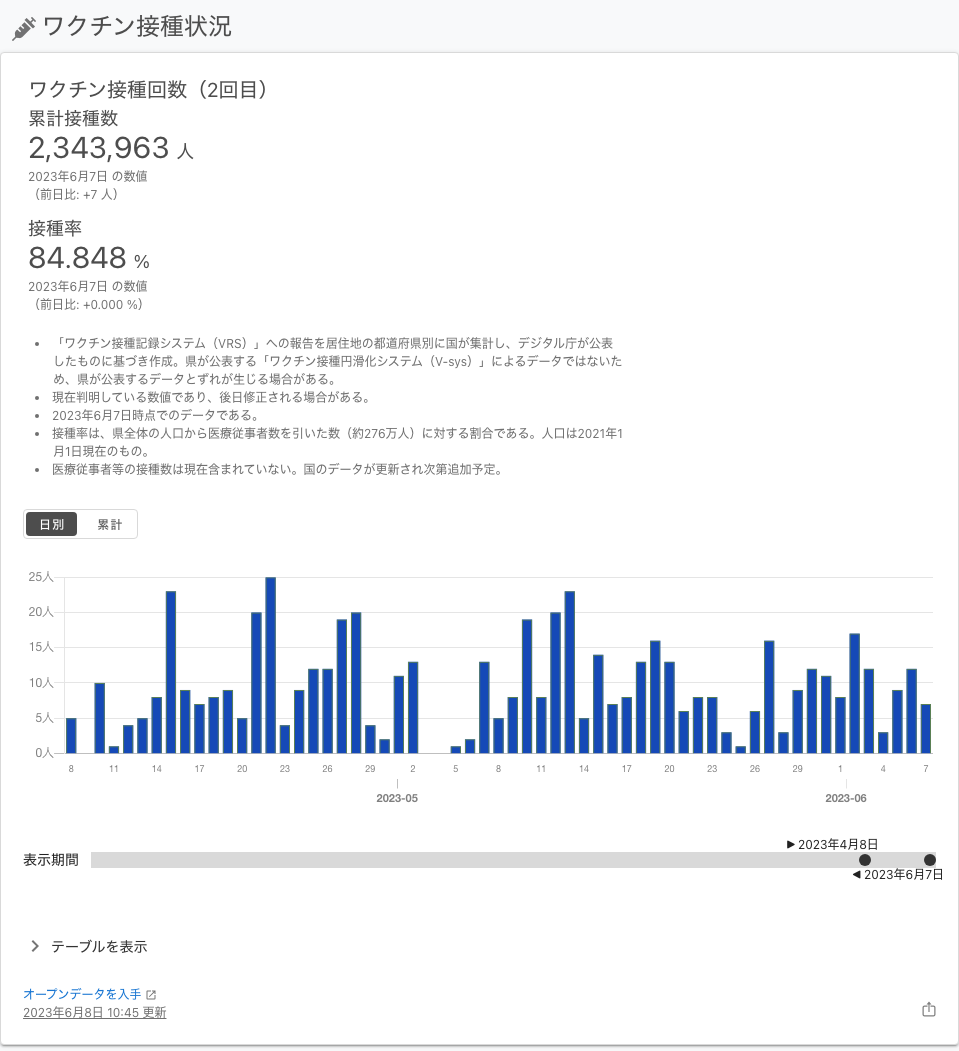 ワクチン接種状況
ワクチン接種回数（2回目）
累計接種数
2,343,963 人
2023年6月7日 の数値
（前日比: +7 人）
接種率
84.848 %
2023年6月7日 の数値
（前日比: +0.000 %）
• 「ワクチン接種記録システム（VRS）」への報告を居住地の都道府県別に国が集計し、デジタル庁が公表
したものに基づき作成。県が公表する「ワクチン接種円滑化システム（V-sys）」によるデータではないた
め、県が公表するデータとずれが生じる場合がある。
• 現在判明している数値であり、後日修正される場合がある。
• 2023年6月7日時点でのデータである。
• 接種率は、県全体の人口から医療従事者数を引いた数（約276万人）に対する割合である。人口は2021年1
月1日現在のもの。
• 医療従事者等の接種数は現在含まれていない。国のデータが更新され次第追加予定。
日別 累計
25人
20人
15人
10人
5人
0人
8 11 14 17 20 23 26 29 2 5 8 11 14 17 20 23 26 29 1 4 7
2023-05 2023-06
▶ 2023年4月8日
表示期間
◀ 2023年6月7日
テーブルを表示
オープンデータを入手
2023年6月8日 10:45 更新